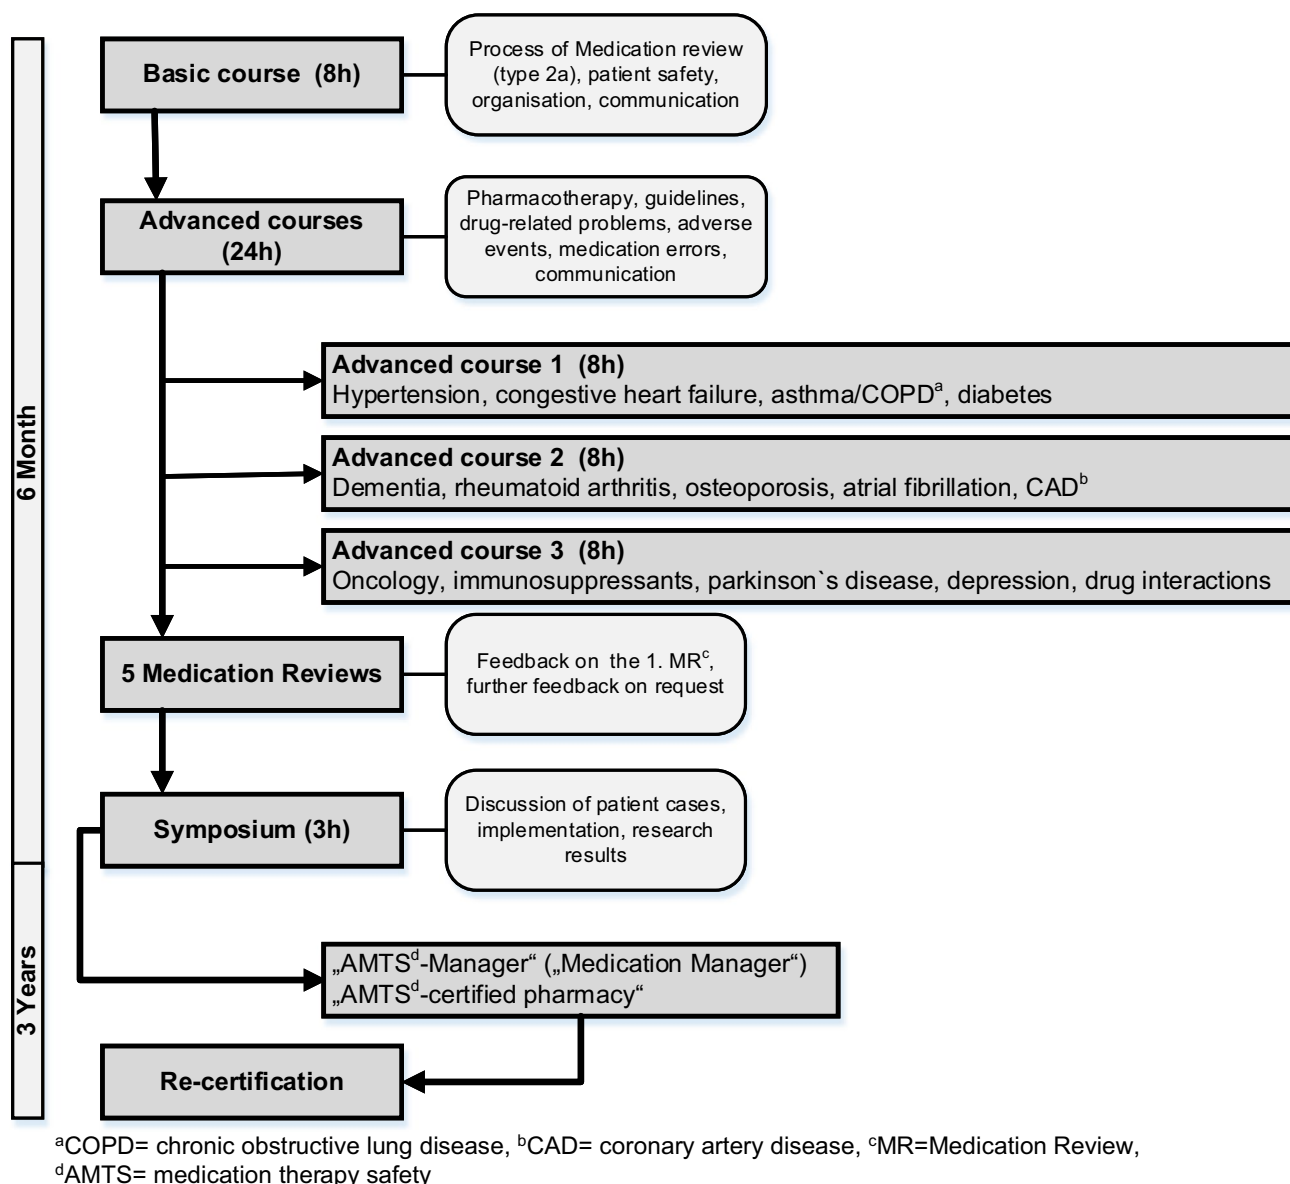 Basic course  (8h)
Process of Medication review
(type 2a), patient safety,
organisation, communication
Advanced courses
(24h)
Pharmacotherapy, guidelines,
drug-related problems, adverse
events, medication errors,
communication
6 Month
Advanced course 1  (8h)
Hypertension, congestive heart failure, asthma/COPDᵃ, diabetes
Advanced course 2  (8h)
Dementia, rheumatoid arthritis, osteoporosis, atrial fibrillation, CADᵇ
Advanced course 3  (8h)
Oncology, immunosuppressants, parkinson`s disease, depression, drug interactions
5 Medication Reviews
Feedback on  the 1. MRᶜ,
further feedback on request
Symposium (3h)
Discussion of patient cases,
implementation, research
results
3 Years
„AMTSᵈ-Manager“ („Medication Manager“)
„AMTSᵈ-certified pharmacy“
Re-certification
ᵃCOPD= chronic obstructive lung disease, ᵇCAD= coronary artery disease, ᶜMR=Medication Review,
ᵈAMTS= medication therapy safety